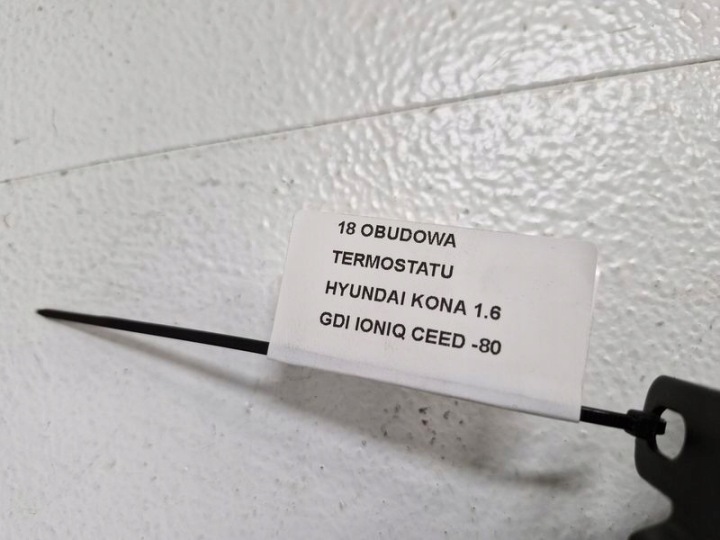 18 OBUDOWA
TERMOSTATU
HYUNDAI KONA 1.6
GDI IONIQ CEED -80